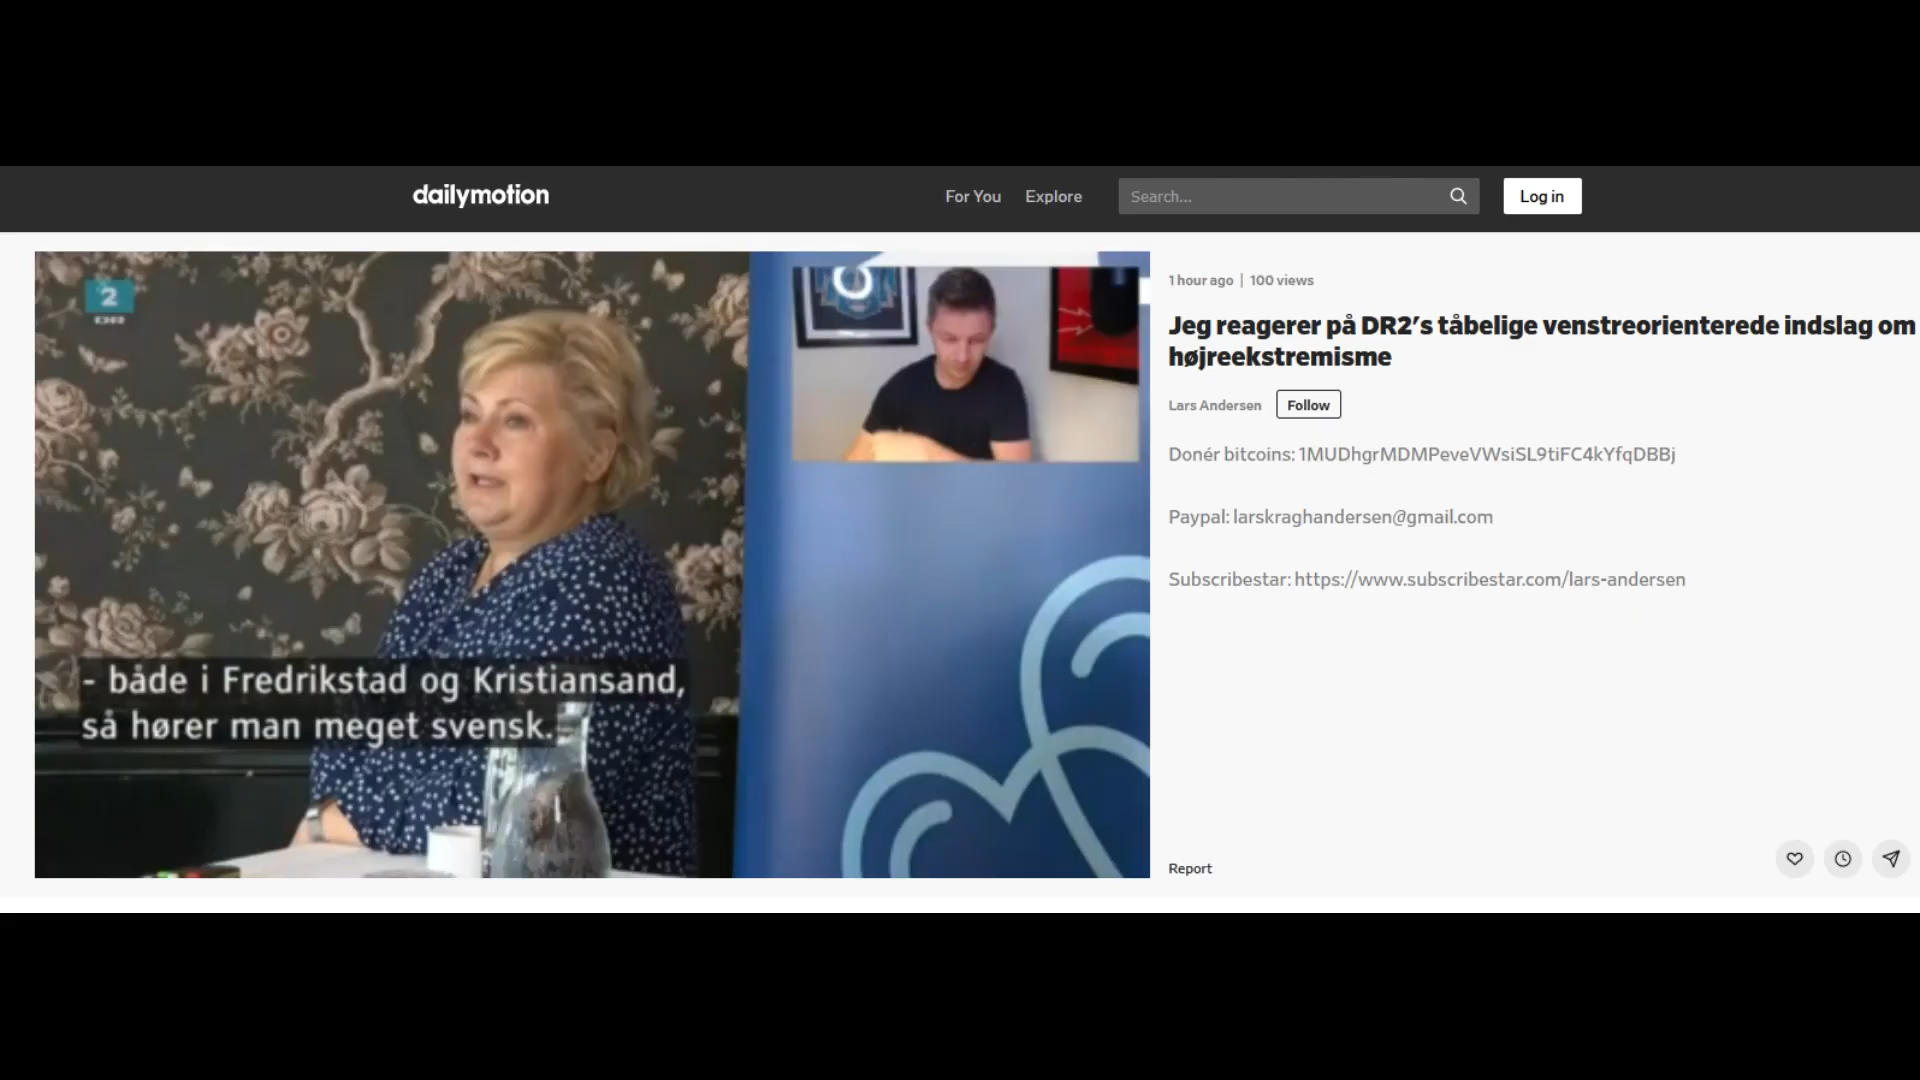 dailymotion
For You
Explore
Search...
Log in
2
DR
- både i Fredrikstad og Kristiansand,
så hører man meget svensk.
1 hour ago | 100 views
Jeg reagerer på DR2's tåbelige venstreorienterede indslag om
højreekstremisme
Lars Andersen
Follow
Donér bitcoins: 1MUDhgrMDMPeveVWsiSL9tiFC4kYfqDBBj
Paypal: larskraghandersen@gmail.com
Subscribestar: https://www.subscribestar.com/lars-andersen
Report